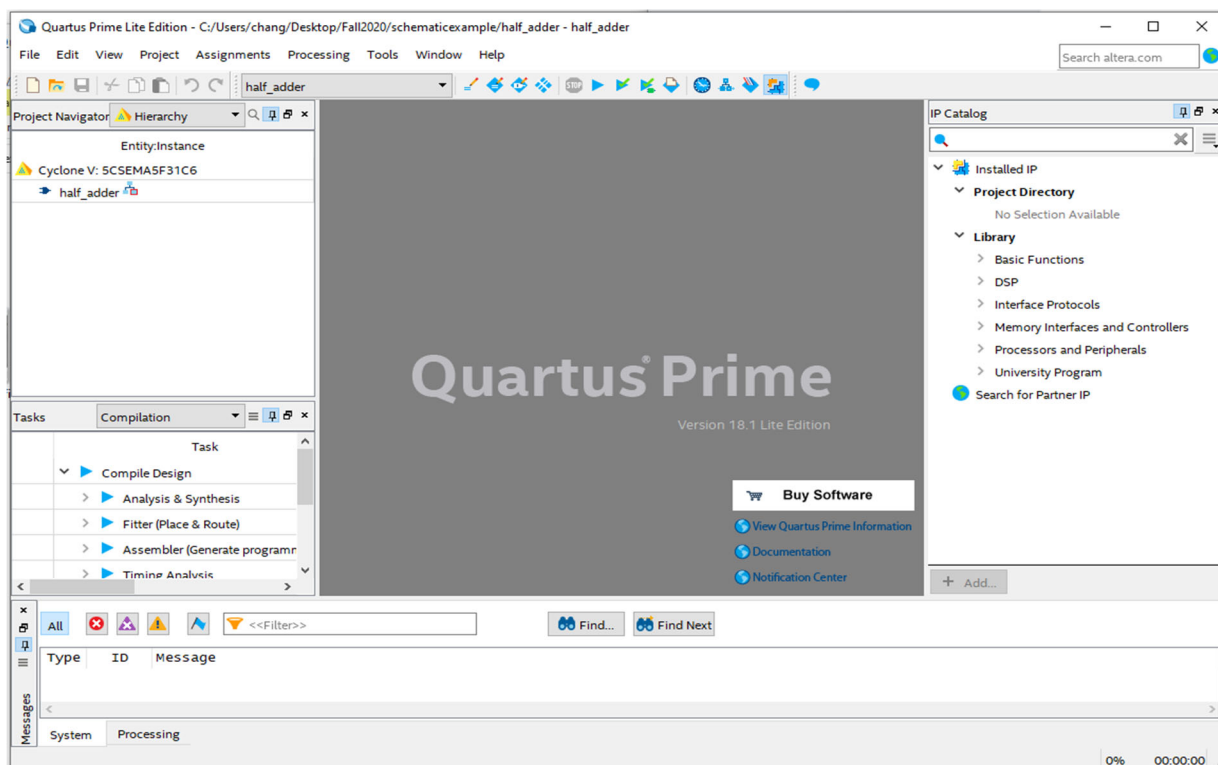 Quartus Prime Lite Edition - C:/Users/chang/Desktop/Fall2020/schematicexample/half_adder - half_adder
File Edit View Project Assignments Processing Tools Window Help
Search altera.com
half_adder
Project Navigator Hierarchy
Entity:Instance
Cyclone V: 5CSEMA5F31C6
half_adder
Tasks Compilation
Task
Compile Design
Analysis & Synthesis
Fitter (Place & Route)
Assembler (Generate programm
Timing Analysis
Quartus® Prime
Version 18.1 Lite Edition
Buy Software
View Quartus Prime Information
Documentation
Notification Center
IP Catalog
Installed IP
Project Directory
No Selection Available
Library
Basic Functions
DSP
Interface Protocols
Memory Interfaces and Controllers
Processors and Peripherals
University Program
Search for Partner IP
+ Add...
All <<Filter>> Find... Find Next
Type ID Message
Messages
System Processing
0% 00:00:00